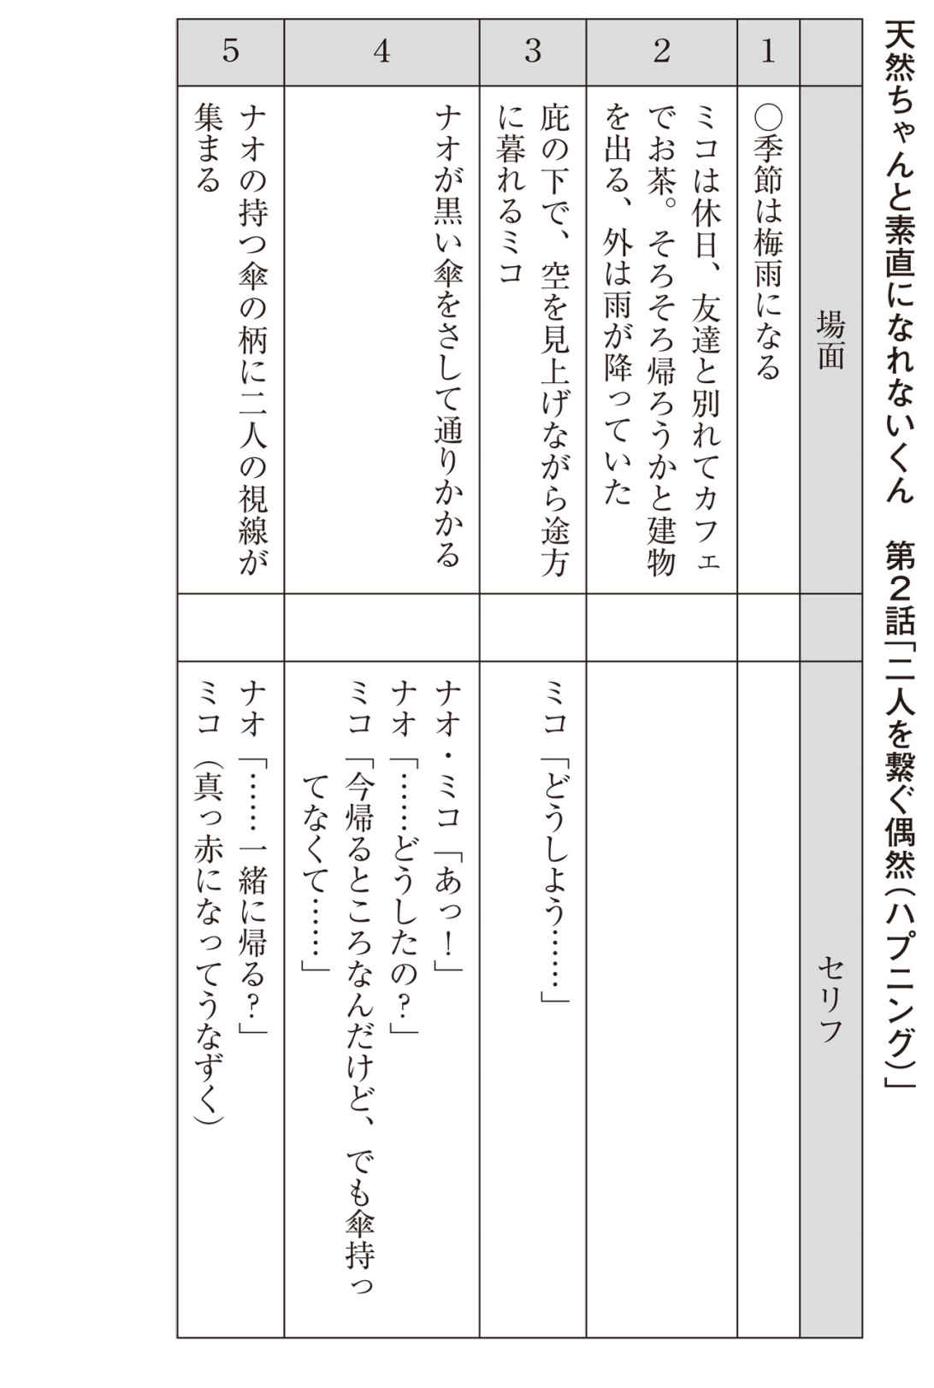 天然ちゃんと素直になれないくん　第２話「二人を繋ぐ偶然（ハプニング）」
場面
セリフ
1
○季節は梅雨になる
2
ミコは休日、友達と別れてカフェ
でお茶。そろそろ帰ろうかと建物
を出る、外は雨が降っていた
3
庇の下で、空を見上げながら途方
に暮れるミコ
ミコ「どうしよう……」
4
ナオが黒い傘をさして通りかかる
ナオ・ミコ「あっ！」
ナオ「……どうしたの？」
ミコ「今帰るところなんだけど、でも傘持っ
てなくて……」
5
ナオの持つ傘の柄に二人の視線が
集まる
ナオ「……一緒に帰る？」
ミコ（真っ赤になってうなずく）